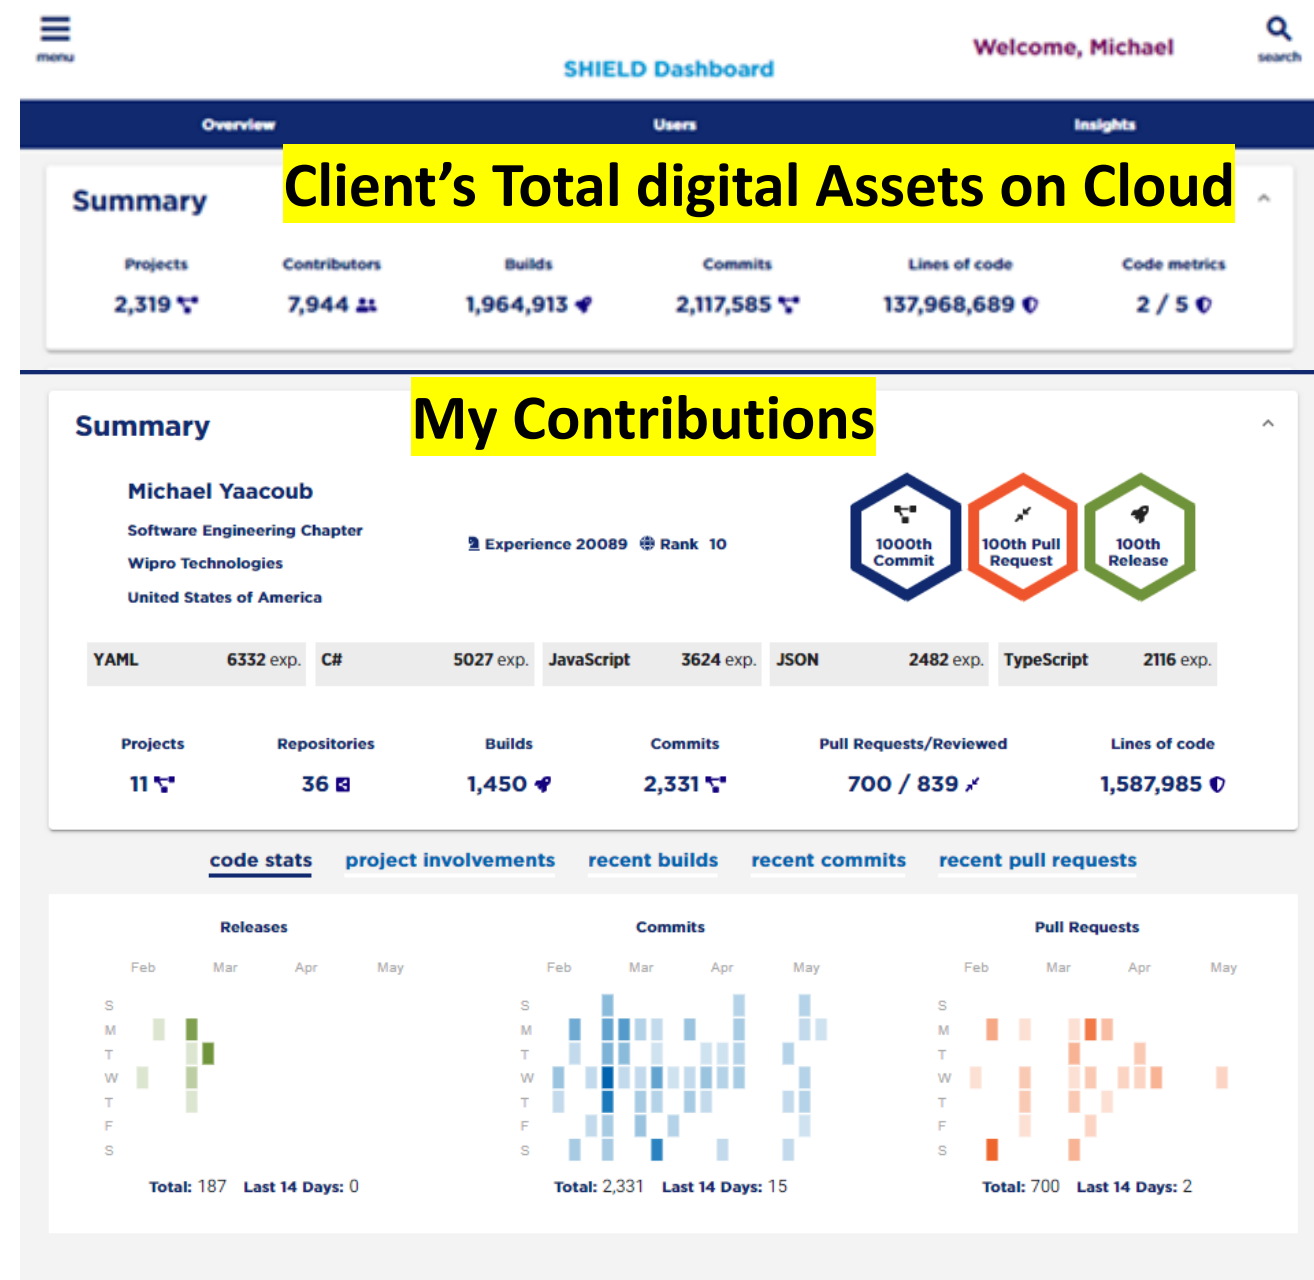 menu
SHIELD Dashboard
Welcome, Michael
search
Overview Users Insights
Client's Total digital Assets on Cloud
Summary
Projects Contributors Builds Commits Lines of code Code metrics
2,319 7,944 1,964,913 2,117,585 137,968,689 2 / 5
My Contributions
Summary
Michael Yaacoub
Software Engineering Chapter
Wipro Technologies
United States of America
Experience 20089 Rank 10
1000th
Commit
100th Pull
Request
100th
Release
YAML 6332 exp. C# 5027 exp. JavaScript 3624 exp. JSON 2482 exp. TypeScript 2116 exp.
Projects Repositories Builds Commits Pull Requests/Reviewed Lines of code
11 36 1,450 2,331 700 / 839 1,587,985
code stats project involvements recent builds recent commits recent pull requests
Releases Commits Pull Requests
Feb Mar Apr May Feb Mar Apr May Feb Mar Apr May
S S S
M M M
T T T
W W W
T T T
F F F
S S S
Total: 187 Last 14 Days: 0 Total: 2,331 Last 14 Days: 15 Total: 700 Last 14 Days: 2